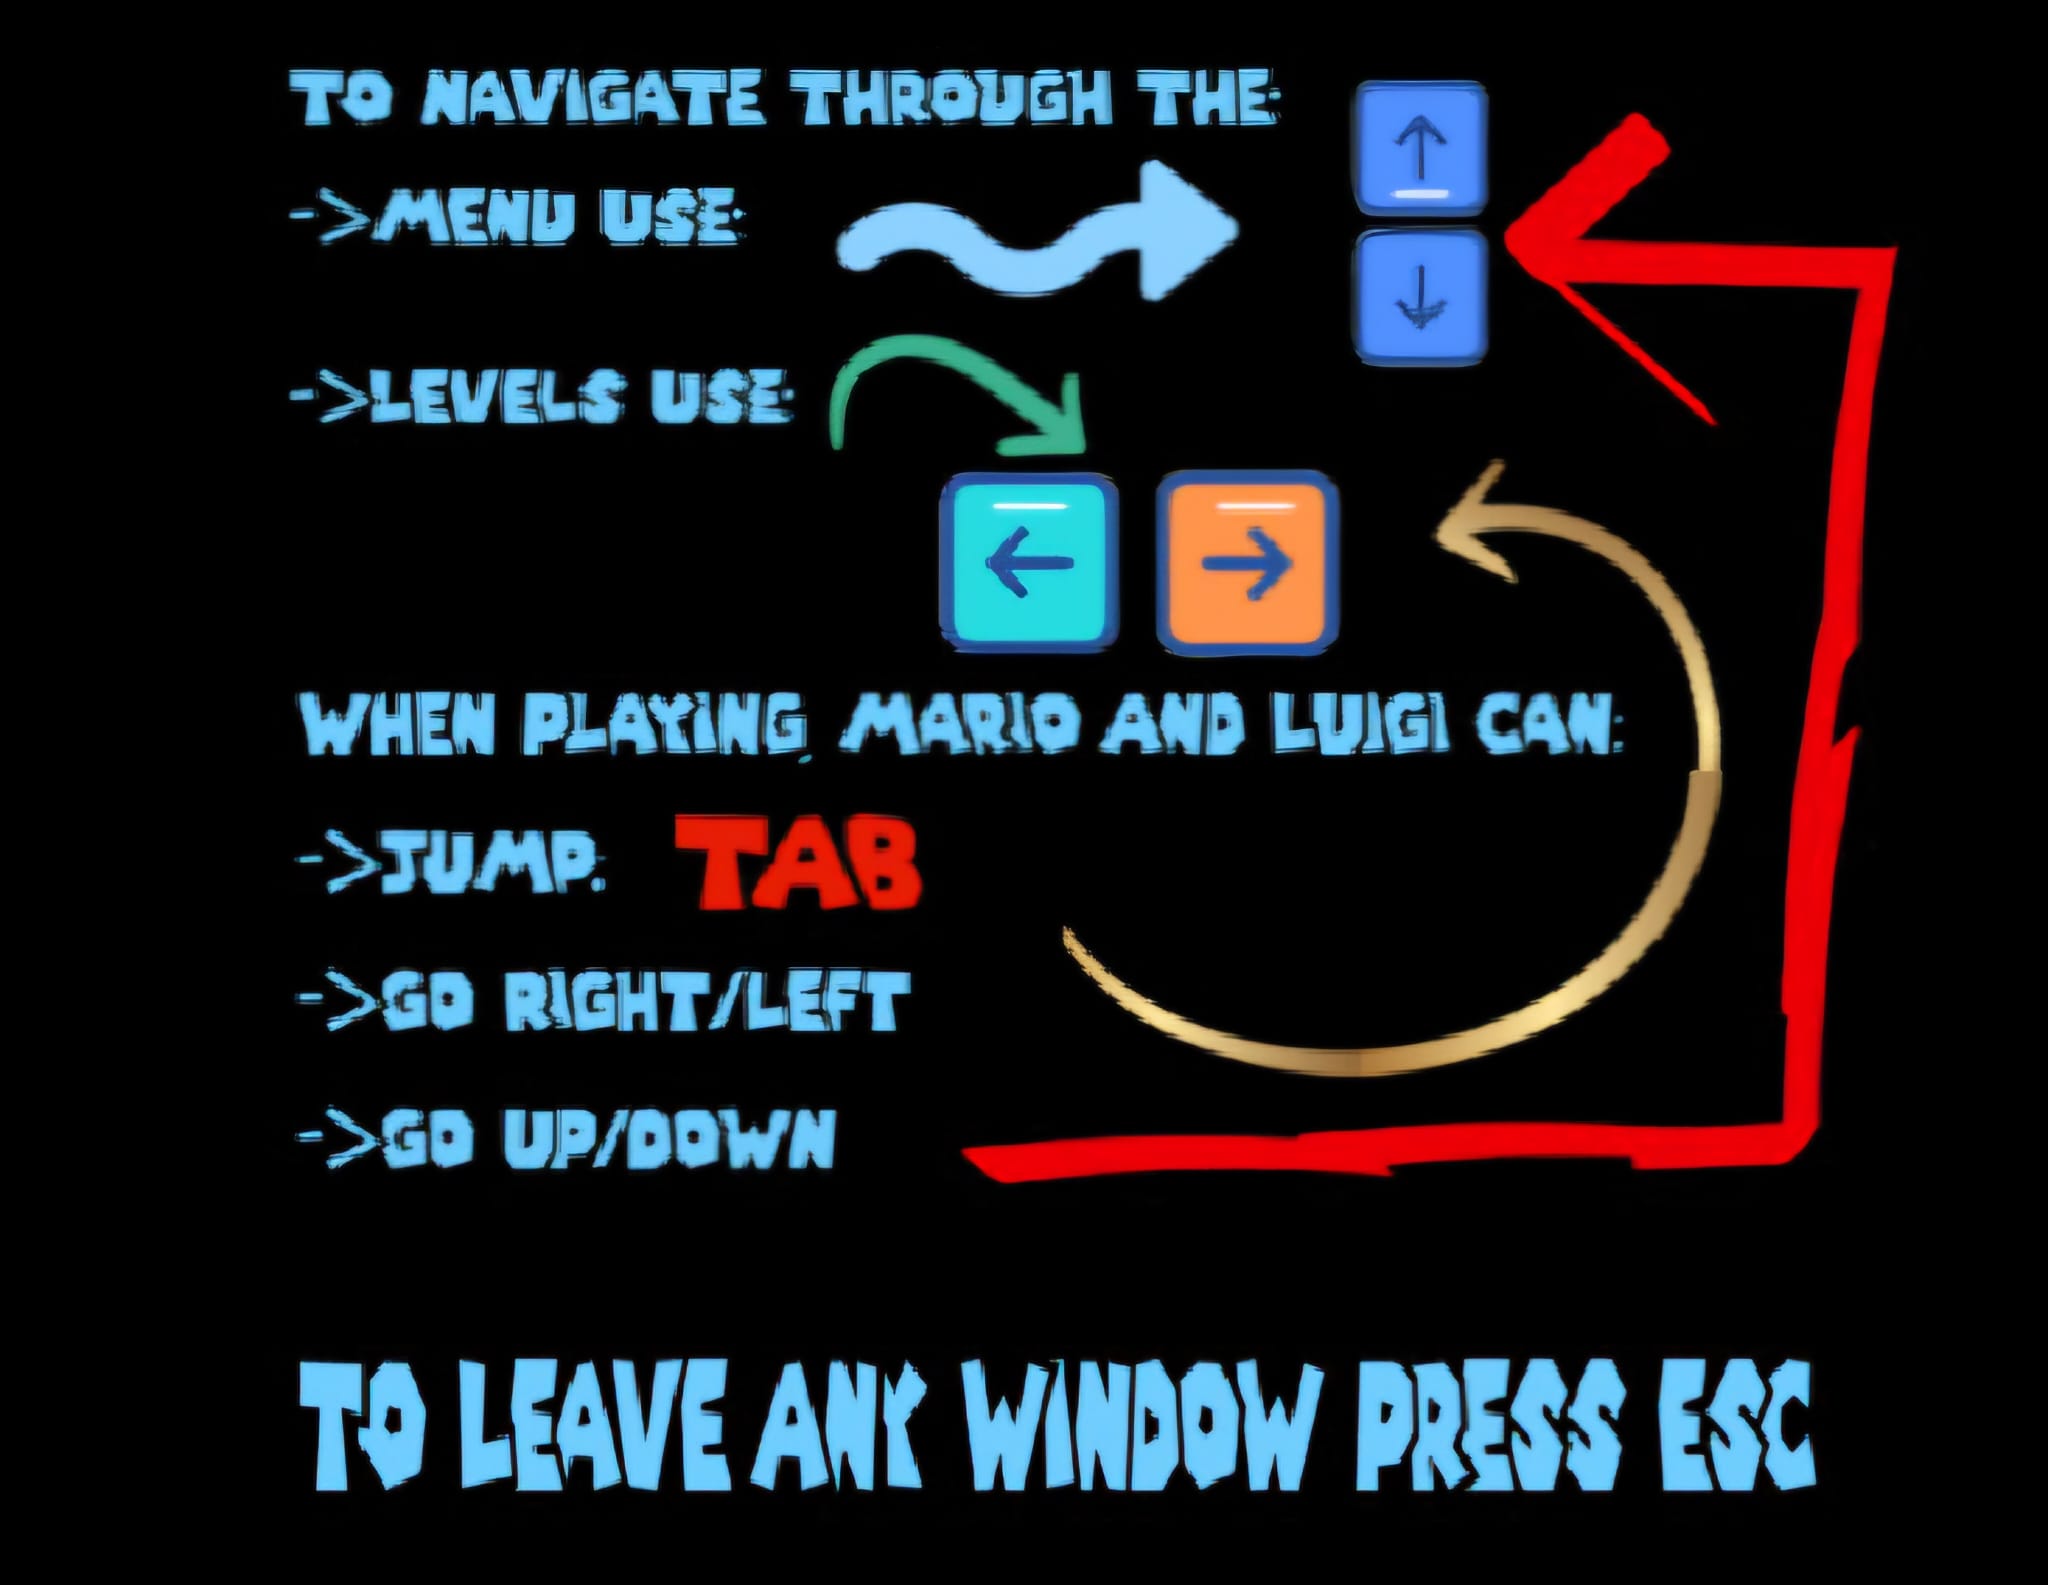 TO NAVIGATE THROUGH THE:
->MENU USE:
->LEVELS USE:
WHEN PLAYING, MARIO AND LUIGI CAN:
->JUMP: TAB
->GO RIGHT/LEFT
->GO UP/DOWN
TO LEAVE ANY WINDOW PRESS ESC